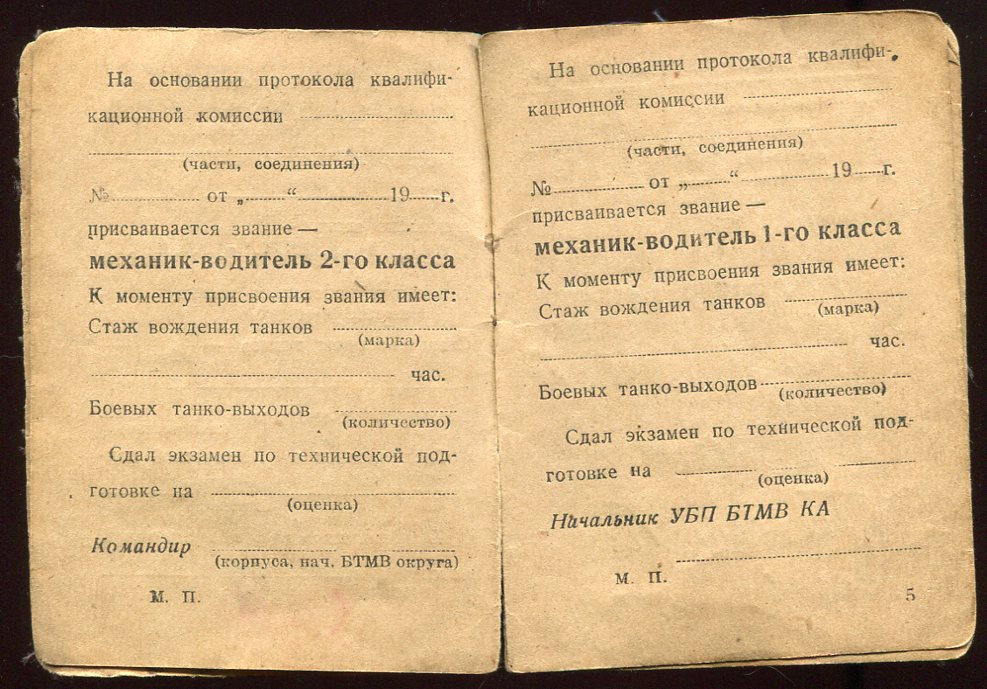 На основании протокола квалифи-
кационной комиссии
(части, соединения)
№ от „ “ 19 г.
присваивается звание —
механик-водитель 2-го класса
К моменту присвоения звания имеет:
Стаж вождения танков
(марка)
час.
Боевых танко-выходов
(количество)
Сдал экзамен по технической под-
готовке на
(оценка)
Командир
(корпуса, нач. БТМВ округа)
М. П.
На основании протокола квалифи-
кационной комиссии
(части, соединения)
№ от „ “ 19 г.
присваивается звание —
механик-водитель 1-го класса
К моменту присвоения звания имеет:
Стаж вождения танков
(марка)
час.
Боевых танко-выходов
(количество)
Сдал экзамен по технической под-
готовке на
(оценка)
Начальник УБП БТМВ КА
М. П.
5